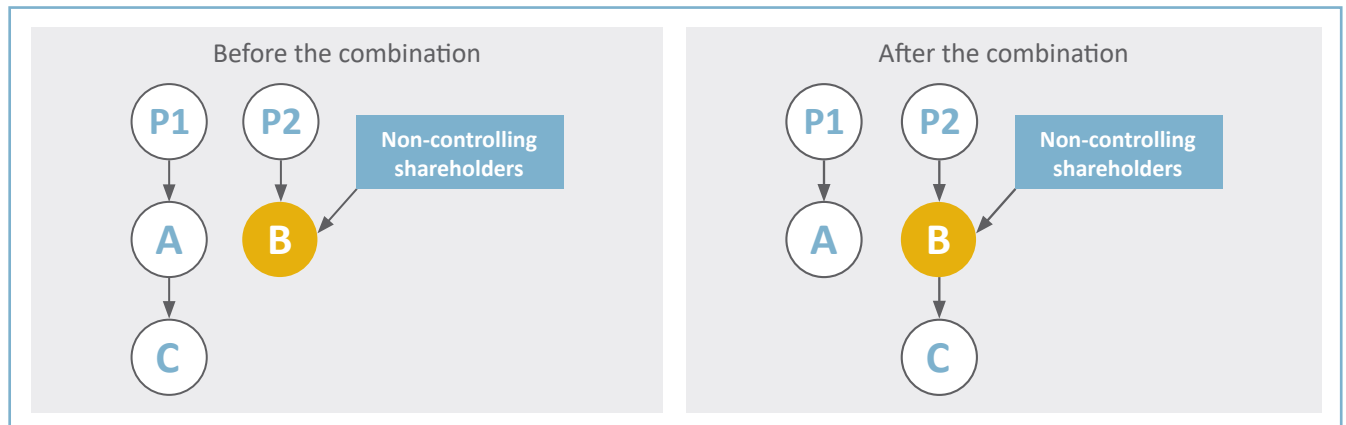 Before the combination
P1
P2
Non-controlling
shareholders
A
B
C
After the combination
P1
P2
Non-controlling
shareholders
A
B
C